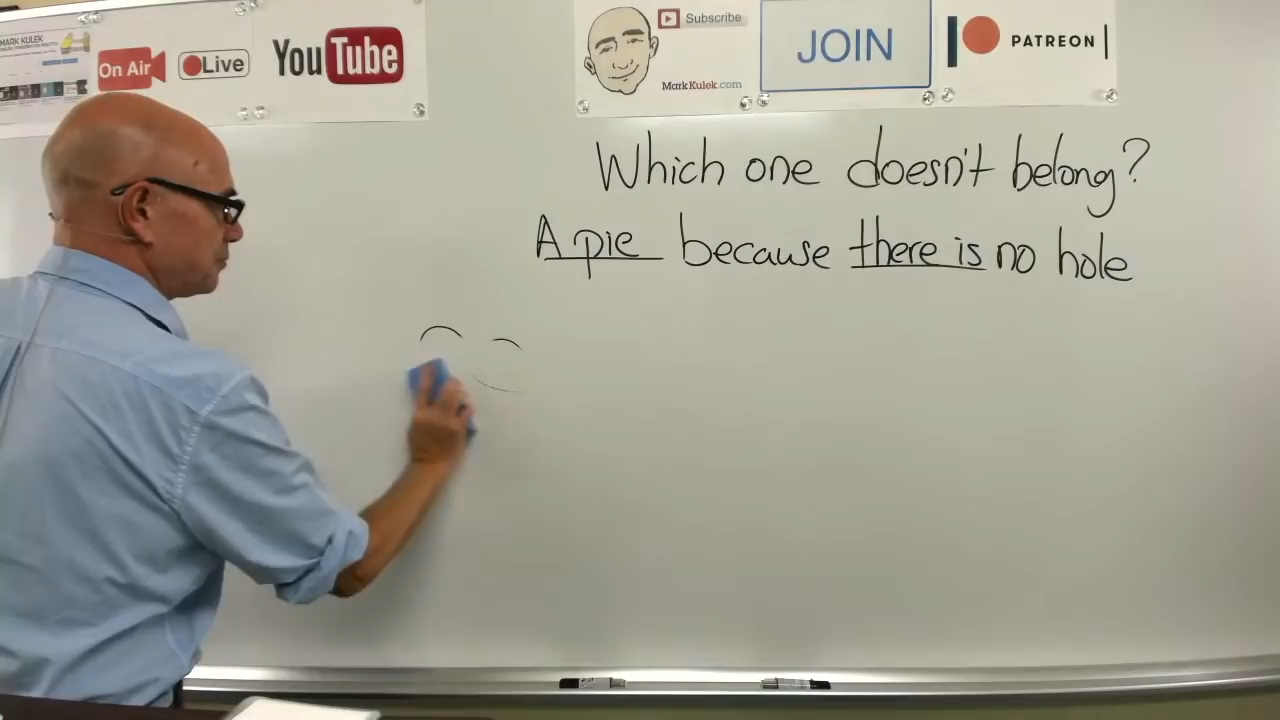 MARK KULEK
On Air
Live
YouTube
Subscribe
MarkKulek.com
JOIN
PATREON
Which one doesn't belong?
A pie because there is no hole